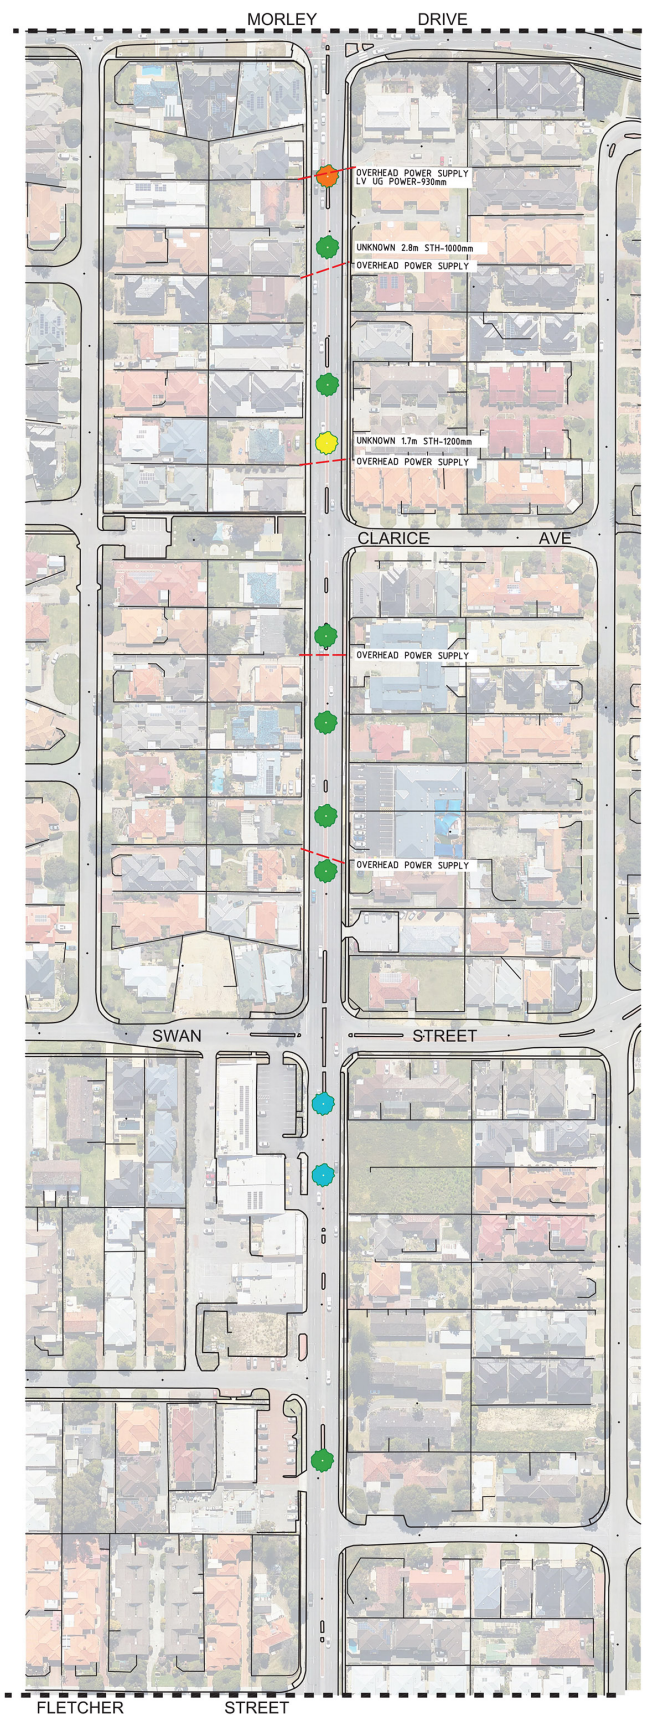 MORLEY DRIVE
OVERHEAD POWER SUPPLY
LV UG POWER-930mm
UNKNOWN 2.8m STH-1000mm
OVERHEAD POWER SUPPLY
UNKNOWN 1.7m STH-1200mm
OVERHEAD POWER SUPPLY
CLARICE AVE
OVERHEAD POWER SUPPLY
OVERHEAD POWER SUPPLY
SWAN STREET
FLETCHER STREET